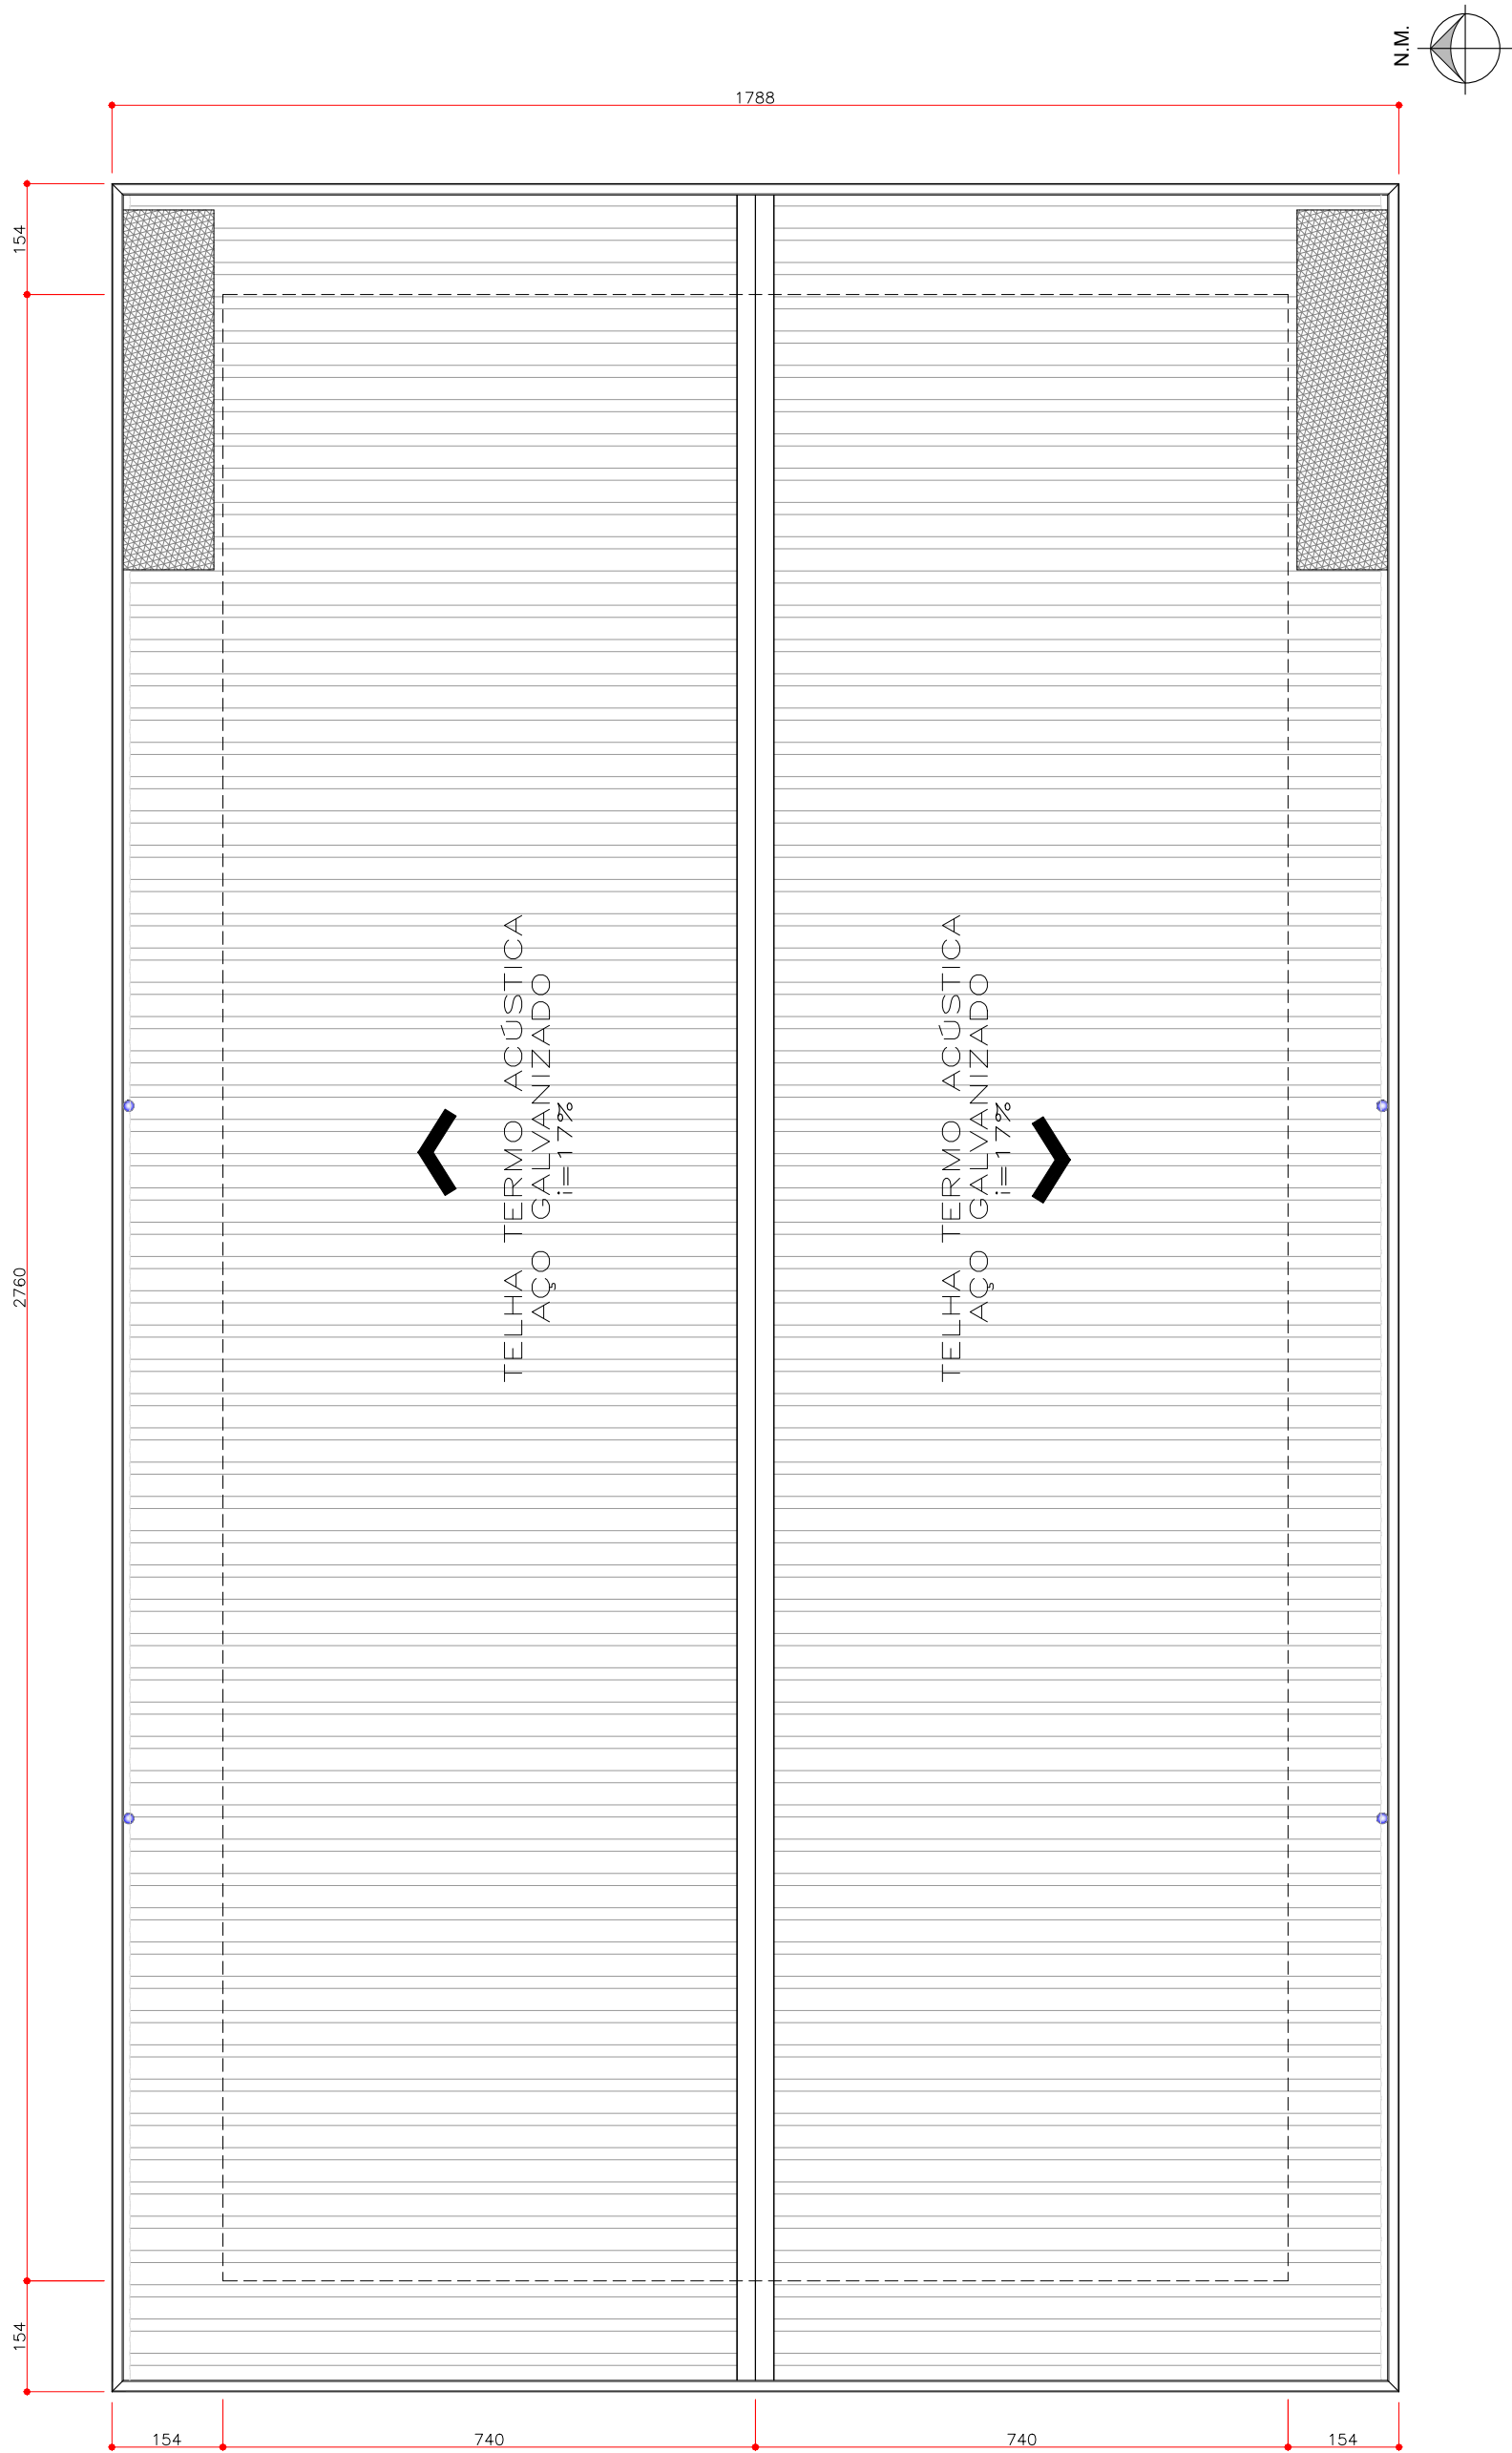 N.M.
1788
154
2760
154
TELHA TERMO ACÚSTICA
AÇO GALVANIZADO
i=17%
TELHA TERMO ACÚSTICA
AÇO GALVANIZADO
i=17%
154
740
740
154